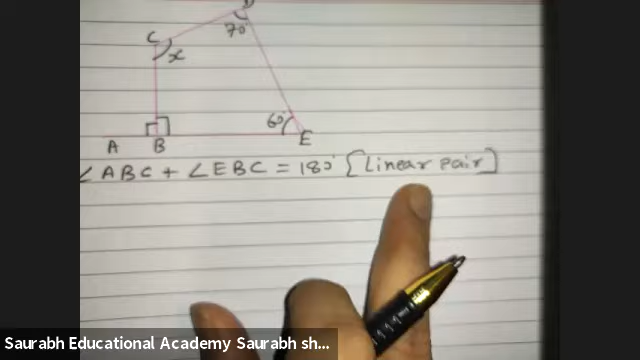 D
C
70°
x
60°
A B E
∠ABC + ∠EBC = 180° [Linear pair]
Saurabh Educational Academy Saurabh sh...